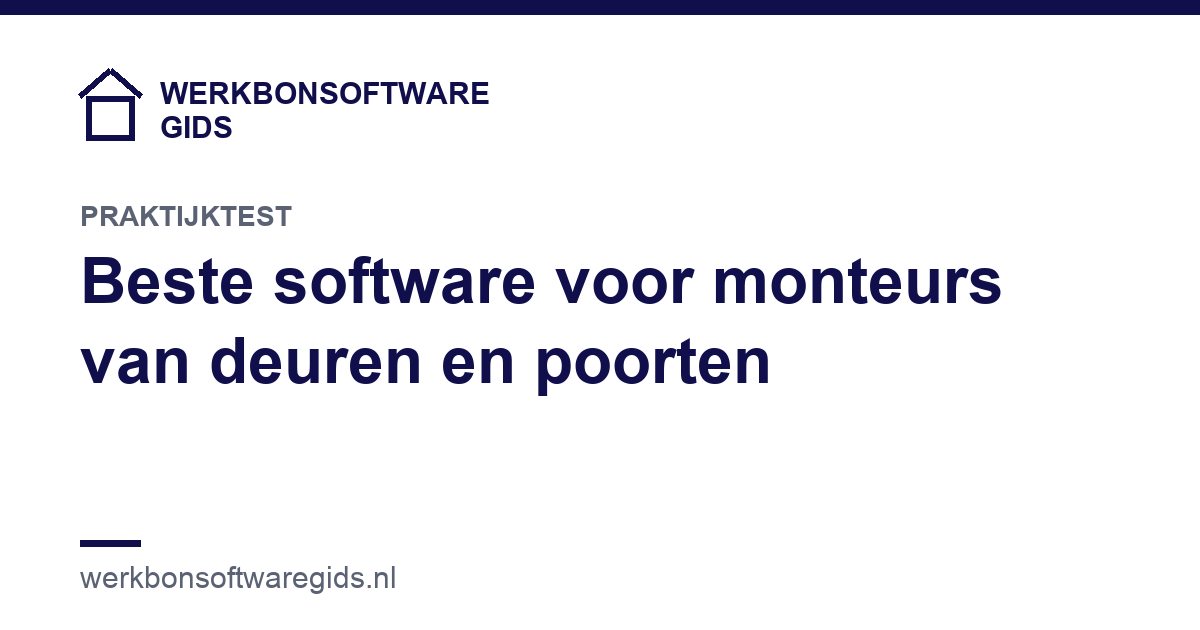 WERKBONSOFTWARE
GIDS
PRAKTIJKTEST
Beste software voor monteurs
van deuren en poorten
werkbonsoftwaregids.nl